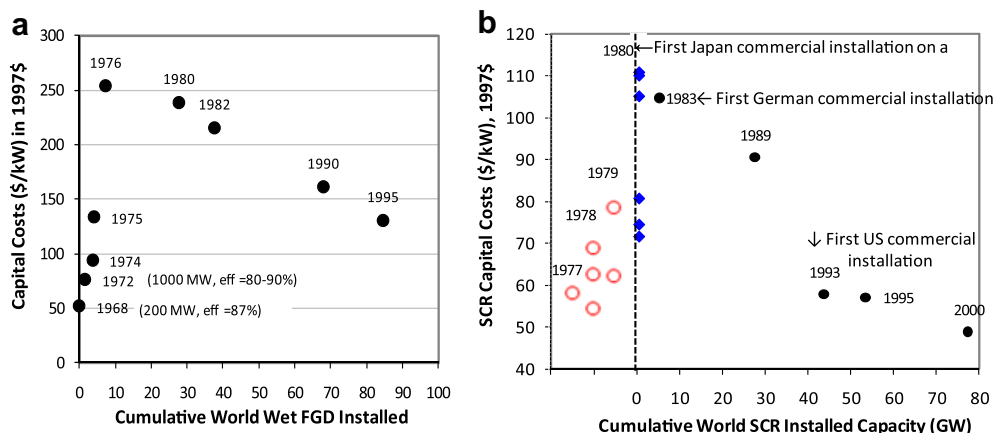 a
Capital Costs ($/kW) in 1997$
300
250
200
150
100
50
0
1976
1980
1982
1990
1995
1975
1974
1972 (1000 MW, eff =80-90%)
1968 (200 MW, eff =87%)
0 10 20 30 40 50 60 70 80 90 100
Cumulative World Wet FGD Installed
b
SCR Capital Costs ($/kW), 1997$
120
110
100
90
80
70
60
50
40
1980 ←First Japan commercial installation on a
1983← First German commercial installation
1989
1979
1978
1977
↓ First US commercial
installation
1993
1995
2000
0 10 20 30 40 50 60 70 80
Cumulative World SCR Installed Capacity (GW)